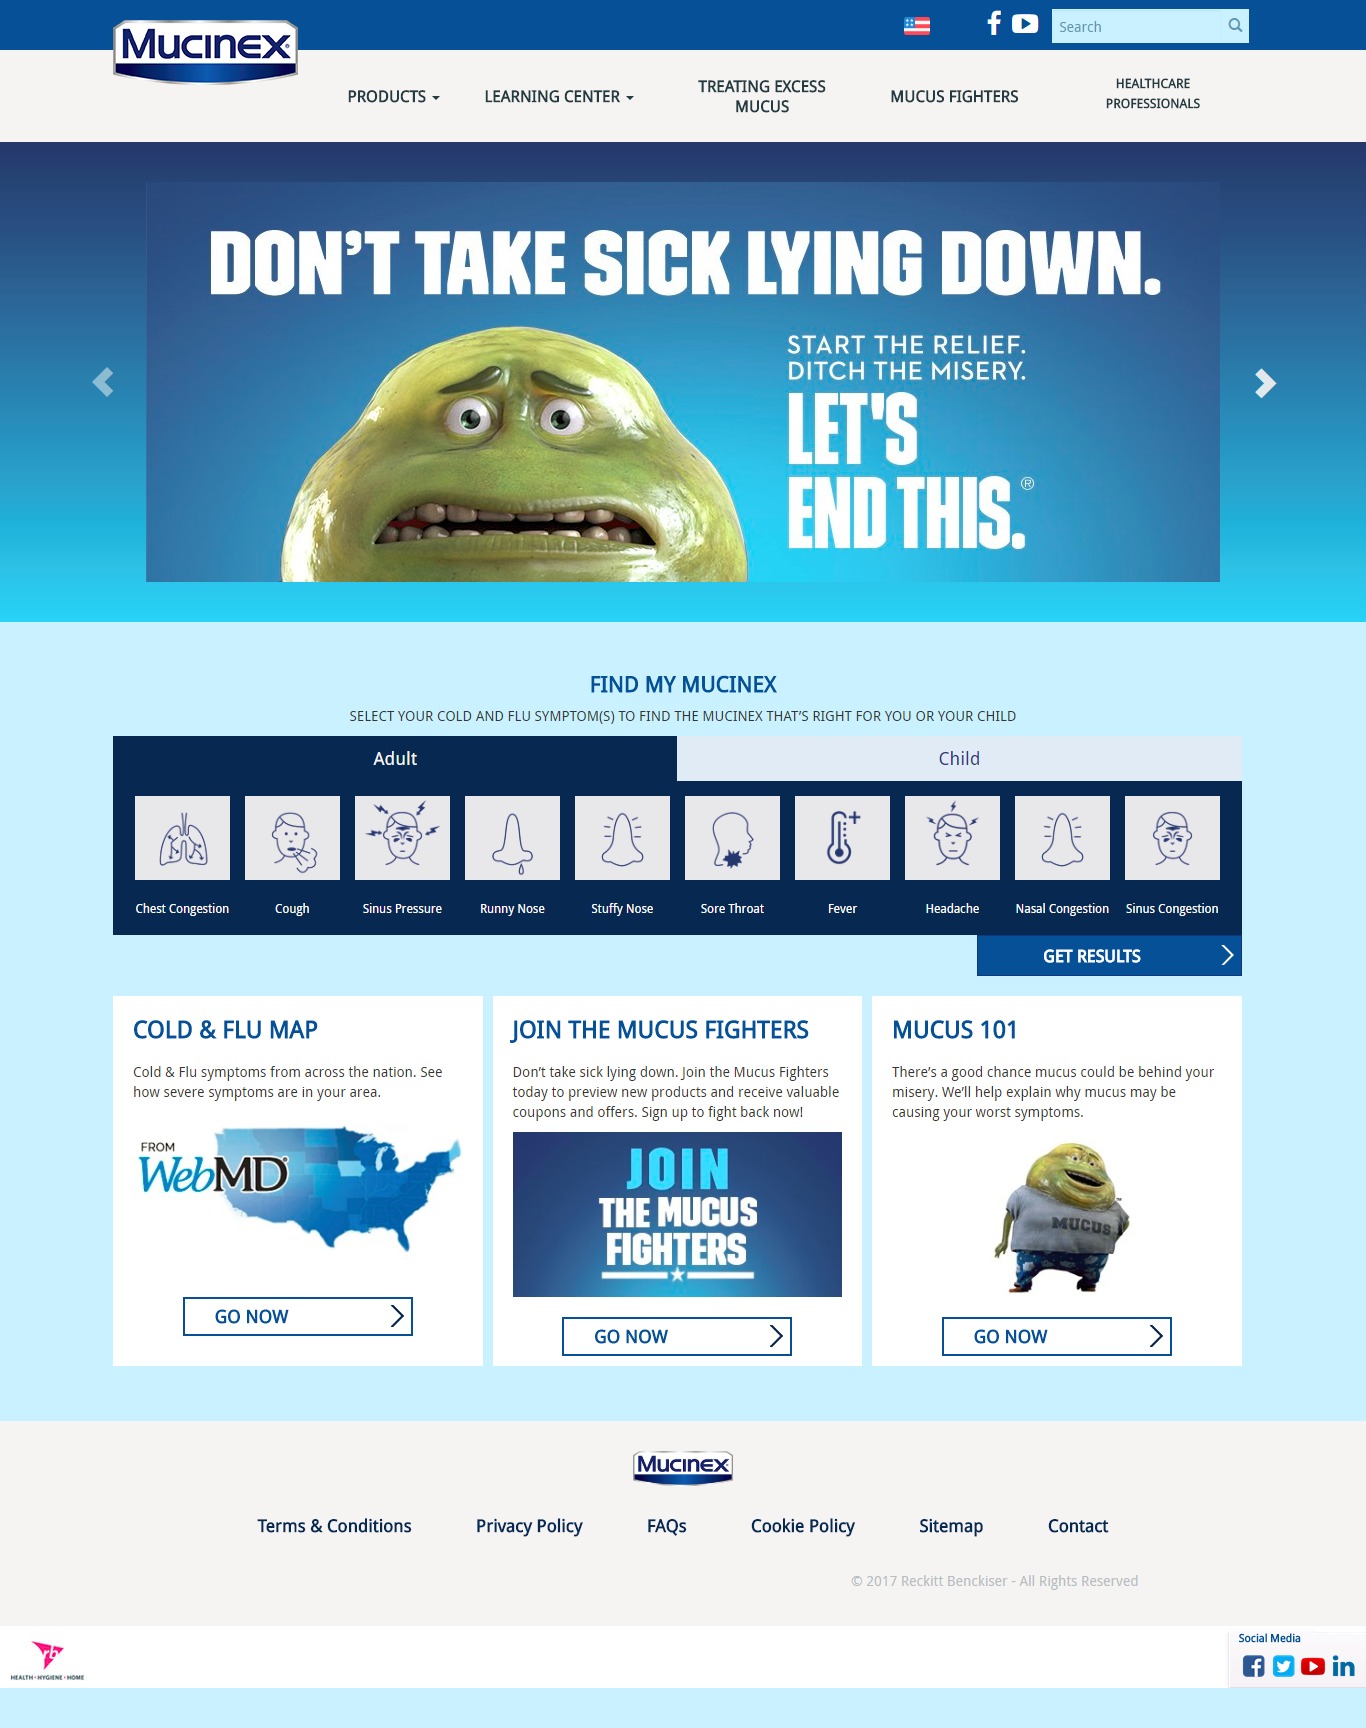 Search
Mucinex®
PRODUCTS
LEARNING CENTER
TREATING EXCESS
MUCUS
MUCUS FIGHTERS
HEALTHCARE
PROFESSIONALS
DON'T TAKE SICK LYING DOWN.
START THE RELIEF.
DITCH THE MISERY.
LET'S
END THIS.®
FIND MY MUCINEX
SELECT YOUR COLD AND FLU SYMPTOM(S) TO FIND THE MUCINEX THAT'S RIGHT FOR YOU OR YOUR CHILD
Adult
Child
Chest Congestion
Cough
Sinus Pressure
Runny Nose
Stuffy Nose
Sore Throat
Fever
Headache
Nasal Congestion
Sinus Congestion
GET RESULTS
COLD & FLU MAP
Cold & Flu symptoms from across the nation. See
how severe symptoms are in your area.
FROM
WebMD®
GO NOW
JOIN THE MUCUS FIGHTERS
Don't take sick lying down. Join the Mucus Fighters
today to preview new products and receive valuable
coupons and offers. Sign up to fight back now!
JOIN
THE MUCUS
FIGHTERS
GO NOW
MUCUS 101
There's a good chance mucus could be behind your
misery. We'll help explain why mucus may be
causing your worst symptoms.
MUCUS
™
GO NOW
Mucinex
Terms & Conditions
Privacy Policy
FAQs
Cookie Policy
Sitemap
Contact
© 2017 Reckitt Benckiser - All Rights Reserved
rb
HEALTH • HYGIENE • HOME
Social Media